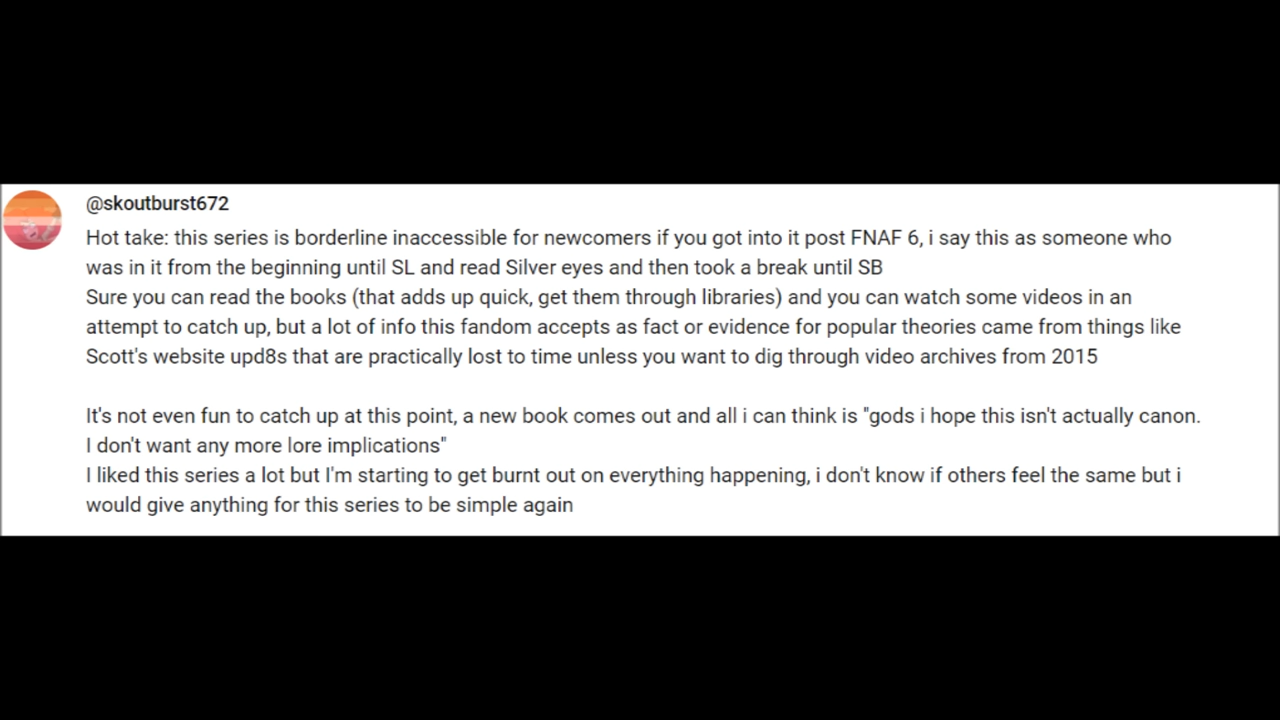 @skoutburst672
Hot take: this series is borderline inaccessible for newcomers if you got into it post FNAF 6, i say this as someone who
was in it from the beginning until SL and read Silver eyes and then took a break until SB
Sure you can read the books (that adds up quick, get them through libraries) and you can watch some videos in an
attempt to catch up, but a lot of info this fandom accepts as fact or evidence for popular theories came from things like
Scott's website upd8s that are practically lost to time unless you want to dig through video archives from 2015
It's not even fun to catch up at this point, a new book comes out and all i can think is "gods i hope this isn't actually canon.
I don't want any more lore implications"
I liked this series a lot but I'm starting to get burnt out on everything happening, i don't know if others feel the same but i
would give anything for this series to be simple again